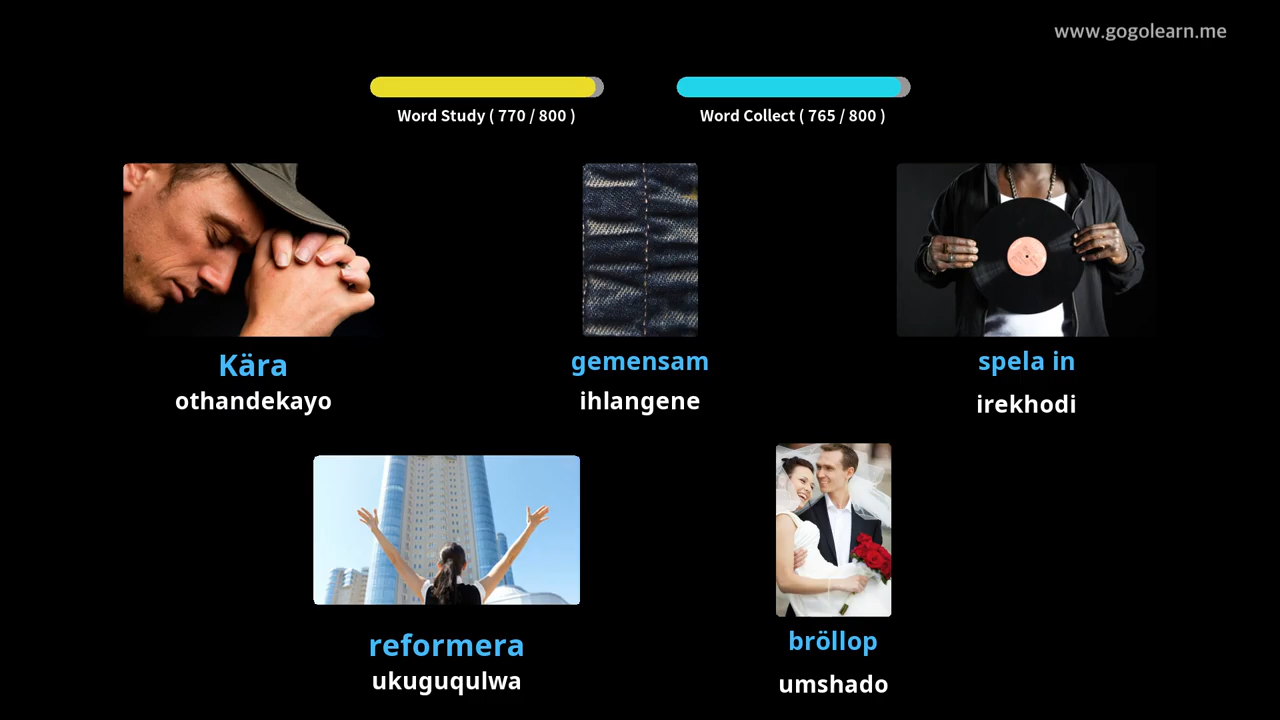 www.gogolearn.me
Word Study ( 770 / 800 )
Word Collect ( 765 / 800 )
Kära
othandekayo
gemensam
ihlangene
spela in
irekhodi
reformera
ukuguqulwa
bröllop
umshado